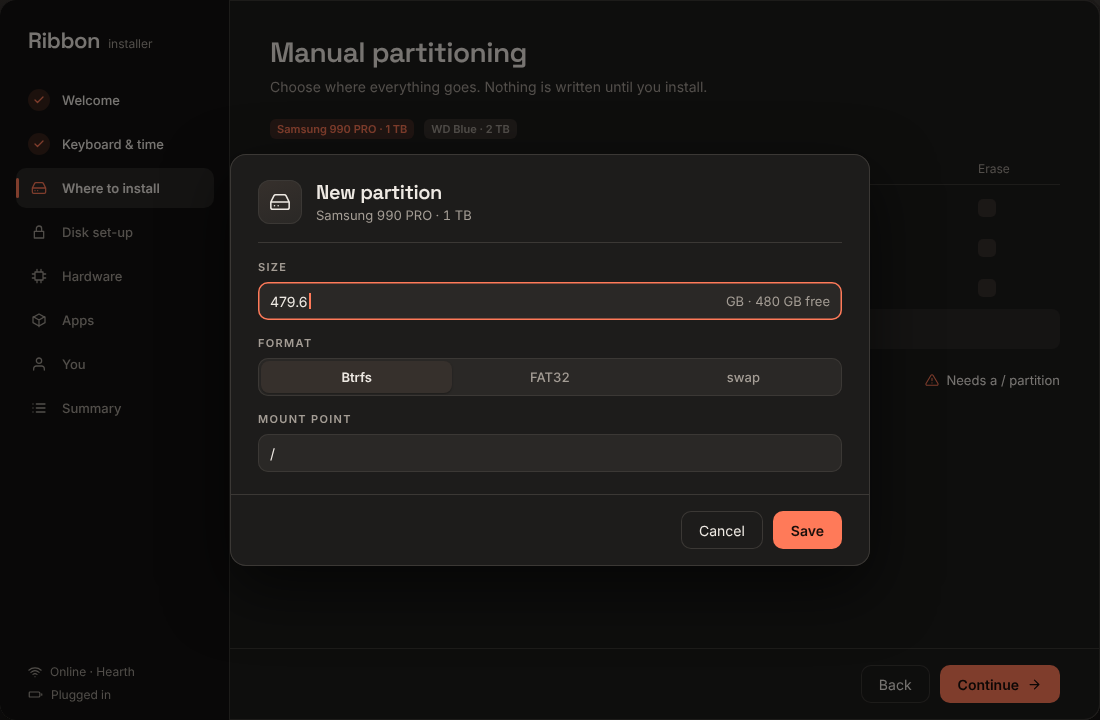 Ribbon installer
Welcome
Keyboard & time
Where to install
Disk set-up
Hardware
Apps
You
Summary
Online · Hearth
Plugged in
Manual partitioning
Choose where everything goes. Nothing is written until you install.
Samsung 990 PRO · 1 TB
WD Blue · 2 TB
Erase
Needs a / partition
New partition
Samsung 990 PRO · 1 TB
SIZE
479.6
GB · 480 GB free
FORMAT
Btrfs
FAT32
swap
MOUNT POINT
/
Cancel
Save
Back
Continue